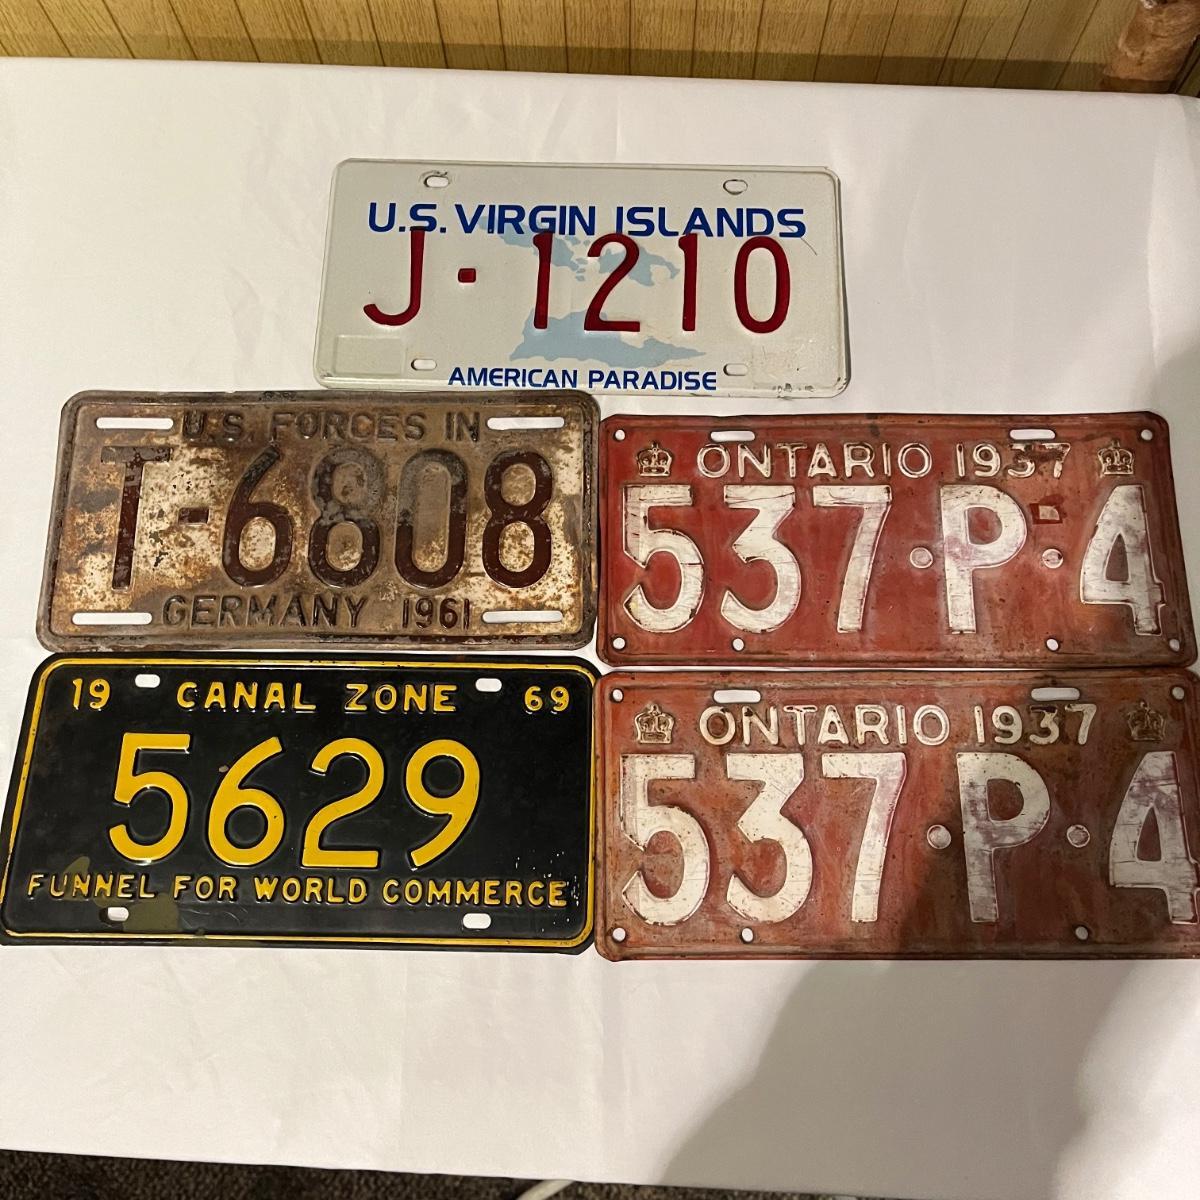 U.S. VIRGIN ISLANDS
J-1210
AMERICAN PARADISE
U.S. FORCES IN
T-6808
GERMANY 1961
ONTARIO 1937
537·P·4
19 CANAL ZONE 69
5629
FUNNEL FOR WORLD COMMERCE
ONTARIO 1937
537·P·4